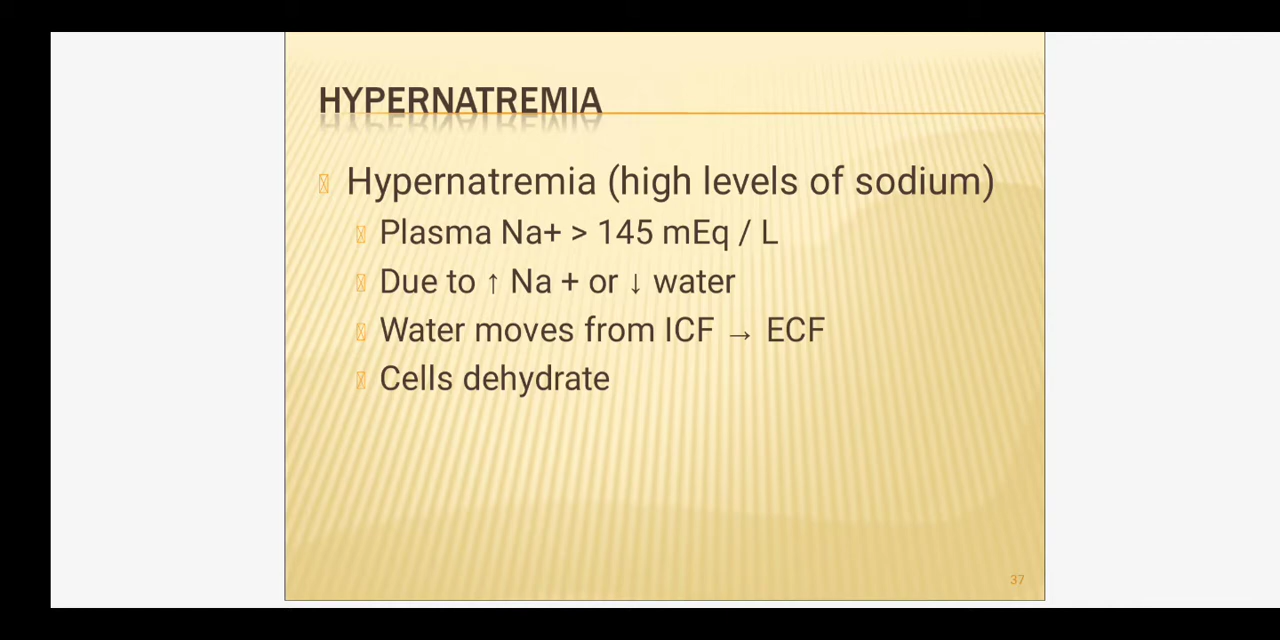 HYPERNATREMIA
Hypernatremia (high levels of sodium)
Plasma Na+ > 145 mEq / L
Due to ↑ Na + or ↓ water
Water moves from ICF → ECF
Cells dehydrate
37